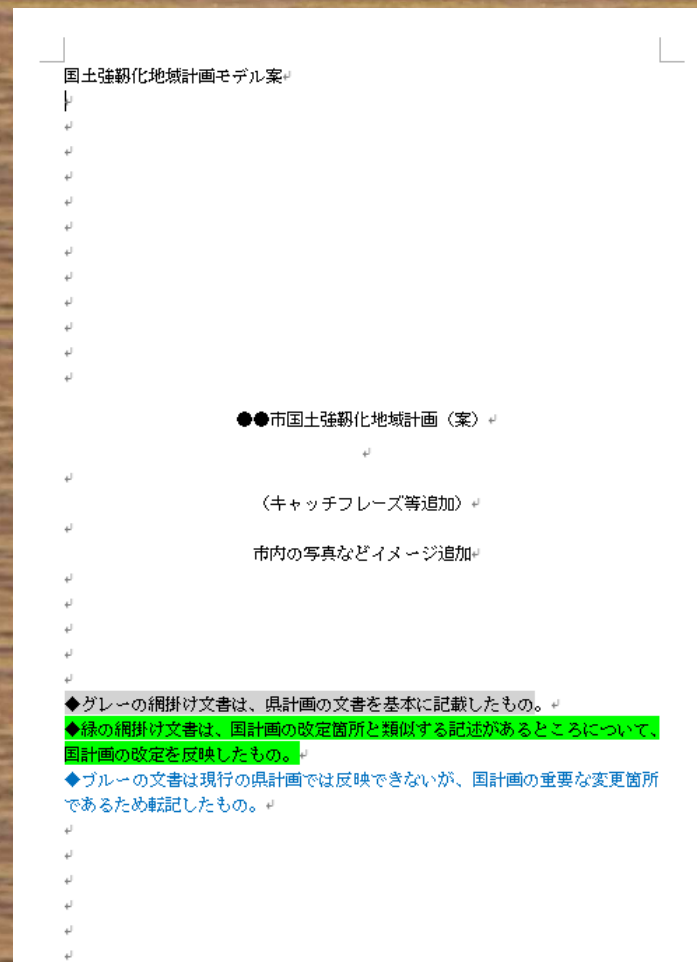 国土強靱化地域計画モデル案
●●市国土強靱化地域計画（案）
（キャッチフレーズ等追加）
市内の写真などイメージ追加
◆グレーの網掛け文書は、県計画の文書を基本に記載したもの。
◆緑の網掛け文書は、国計画の改定箇所と類似する記述があるところについて、
国計画の改定を反映したもの。
◆ブルーの文書は現行の県計画では反映できないが、国計画の重要な変更箇所
であるため転記したもの。